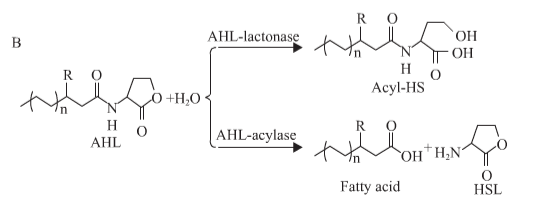 B
AHL-lactonase
R O OH
OH
n N
H O
Acyl-HS
R O
n N O +H₂O
H O
AHL
AHL-acylase
R O
n OH + H₂N O
O
Fatty acid HSL